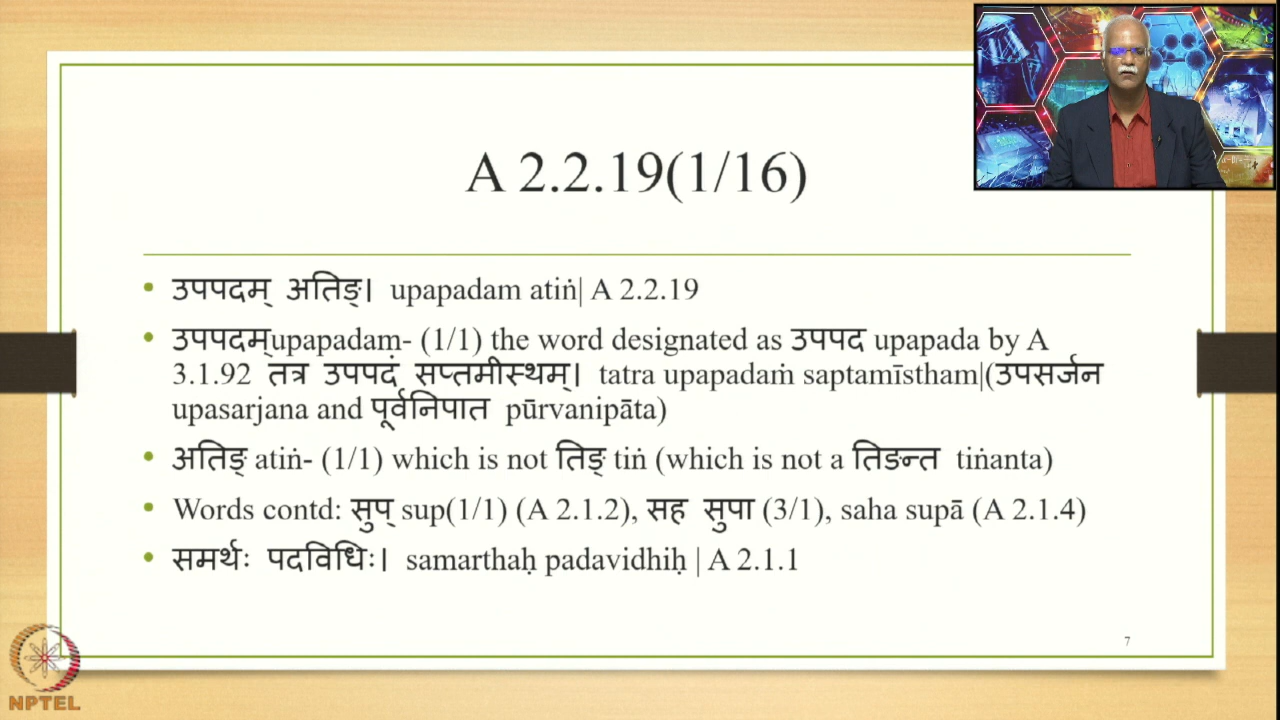 A 2.2.19(1/16)
• उपपदम् अतिङ्। upapadam atiṅ| A 2.2.19
• उपपदम्upapadaṃ- (1/1) the word designated as उपपद upapada by A
3.1.92 तत्र उपपदं सप्तमीस्थम्। tatra upapadaṁ saptamīstham|(उपसर्जन
upasarjana and पूर्वनिपात pūrvanipāta)
• अतिङ् atiṅ- (1/1) which is not तिङ् tiṅ (which is not a तिङन्त tiṅanta)
• Words contd: सुप् sup(1/1) (A 2.1.2), सह सुपा (3/1), saha supā (A 2.1.4)
• समर्थः पदविधिः। samarthaḥ padavidhiḥ | A 2.1.1
7
NPTEL